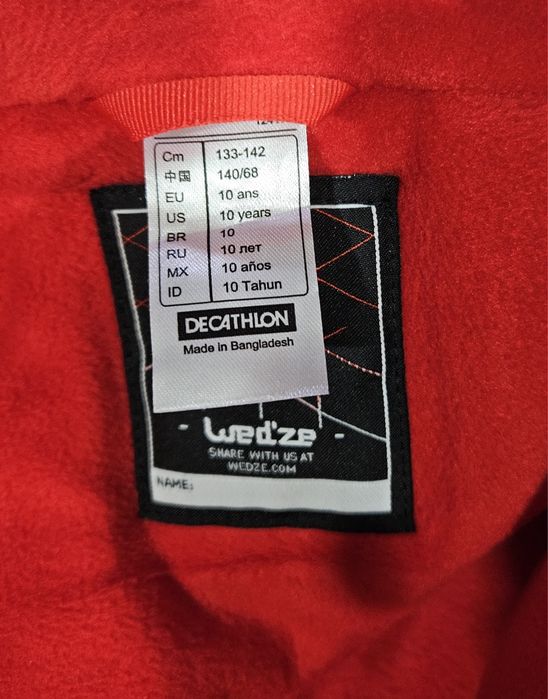 Cm 133-142
中国 140/68
EU 10 ans
US 10 years
BR 10
RU 10 лет
MX 10 años
ID 10 Tahun
DECATHLON
Made in Bangladesh
- Wed'ze -
SHARE WITH US AT
WEDZE.COM
NAME: